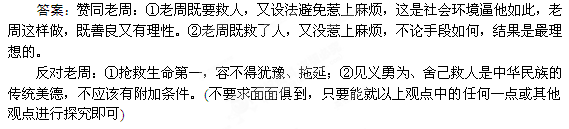 答案：赞同老周：①老周既要救人，又设法避免惹上麻烦，这是社会环境逼他如此，老
周这样做，既善良又有理性。②老周既救了人，又没惹上麻烦，不论手段如何，结果是最理
想的。
反对老周：①抢救生命第一，容不得犹豫、拖延；②见义勇为、舍己救人是中华民族的
传统美德，不应该有附加条件。(不要求面面俱到，只要能就以上观点中的任何一点或其他
观点进行探究即可)